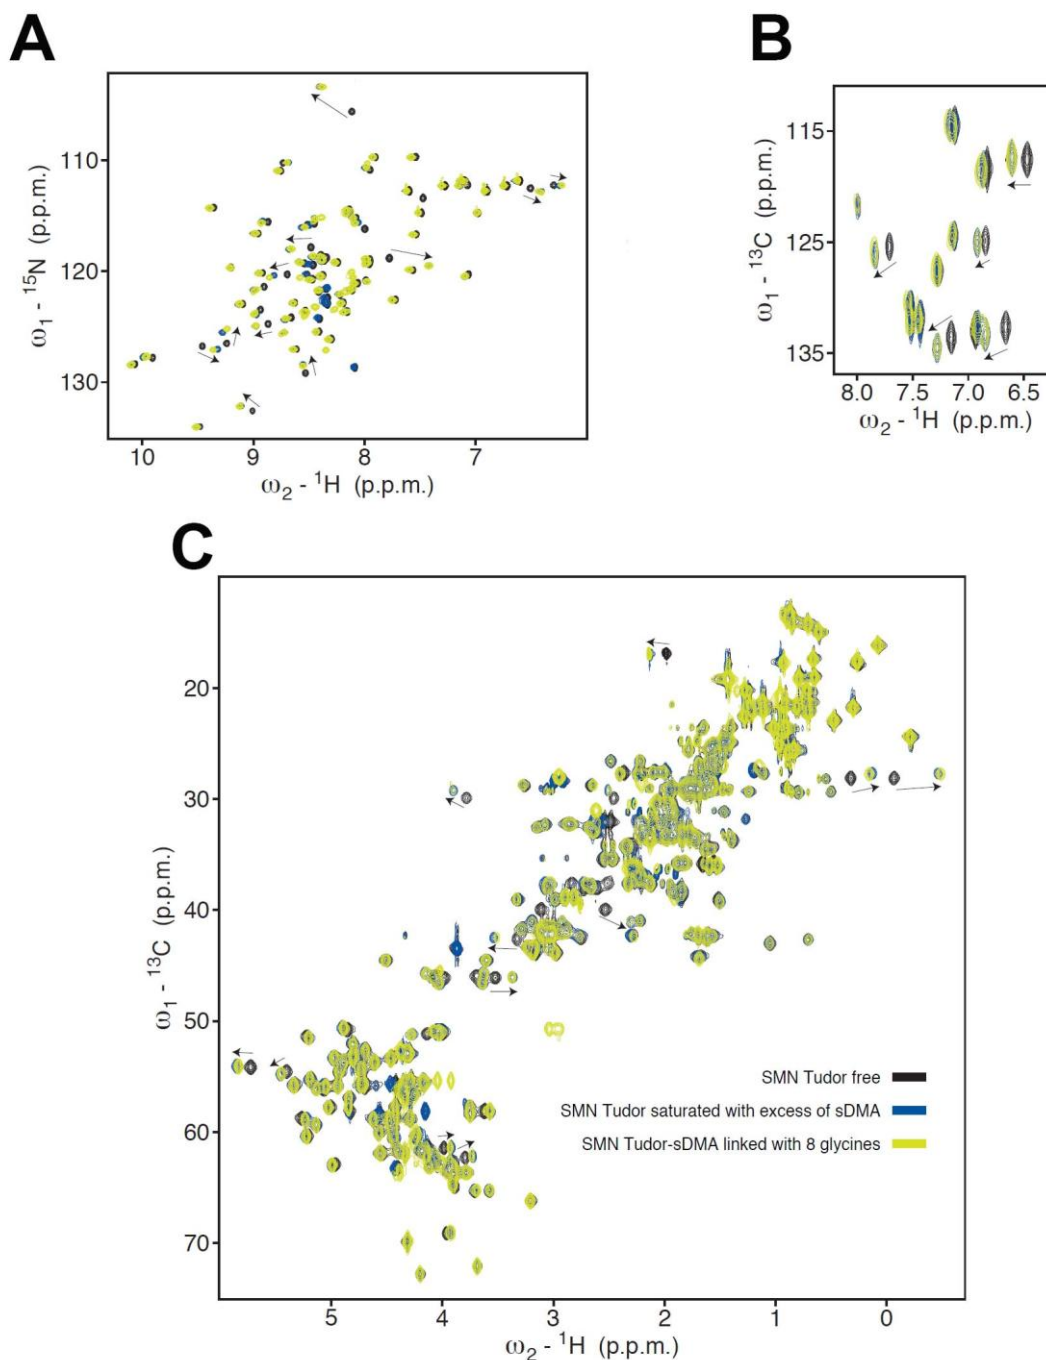 A
B
110
120
130
ω₁ - ¹⁵N (p.p.m.)
10
9
8
7
ω₂ - ¹H (p.p.m.)
115
125
135
ω₁ - ¹³C (p.p.m.)
8.0
7.5
7.0
6.5
ω₂ - ¹H (p.p.m.)
C
20
30
40
50
60
70
ω₁ - ¹³C (p.p.m.)
SMN Tudor free
SMN Tudor saturated with excess of sDMA
SMN Tudor-sDMA linked with 8 glycines
5
4
3
2
1
0
ω₂ - ¹H (p.p.m.)